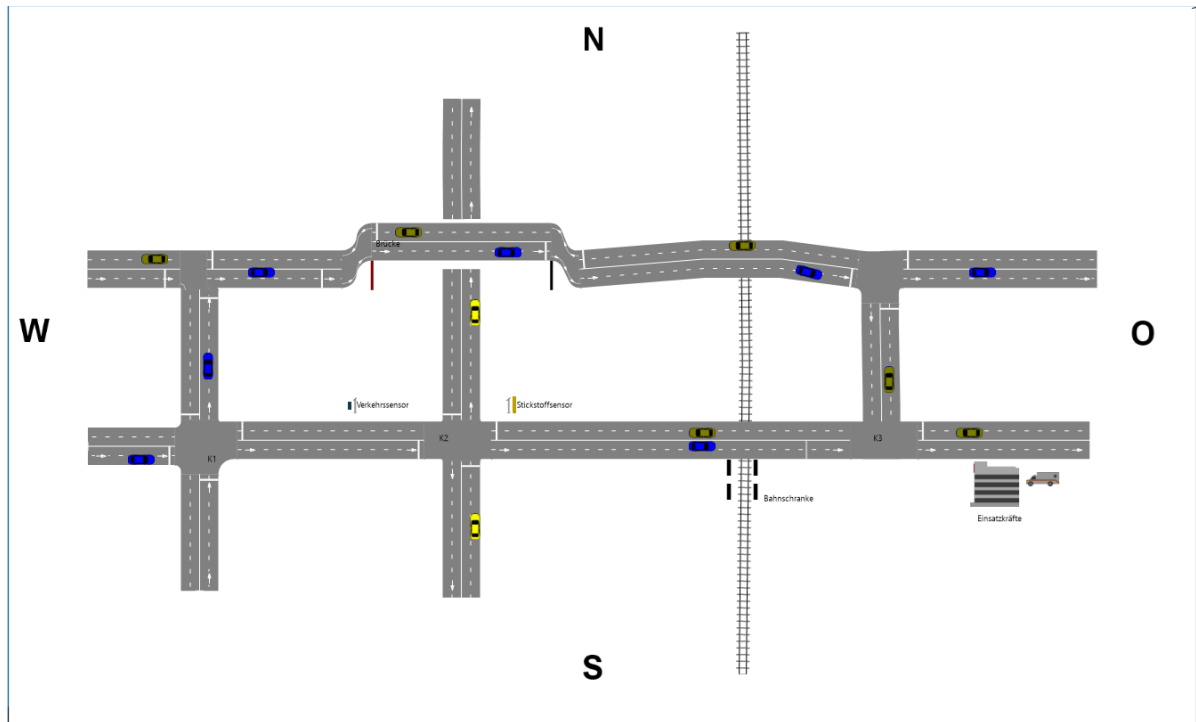 N
Brücke
W
O
Verkehrssensor
Stickstoffsensor
K1
K2
K3
Bahnschranke
Einsatzkräfte
S